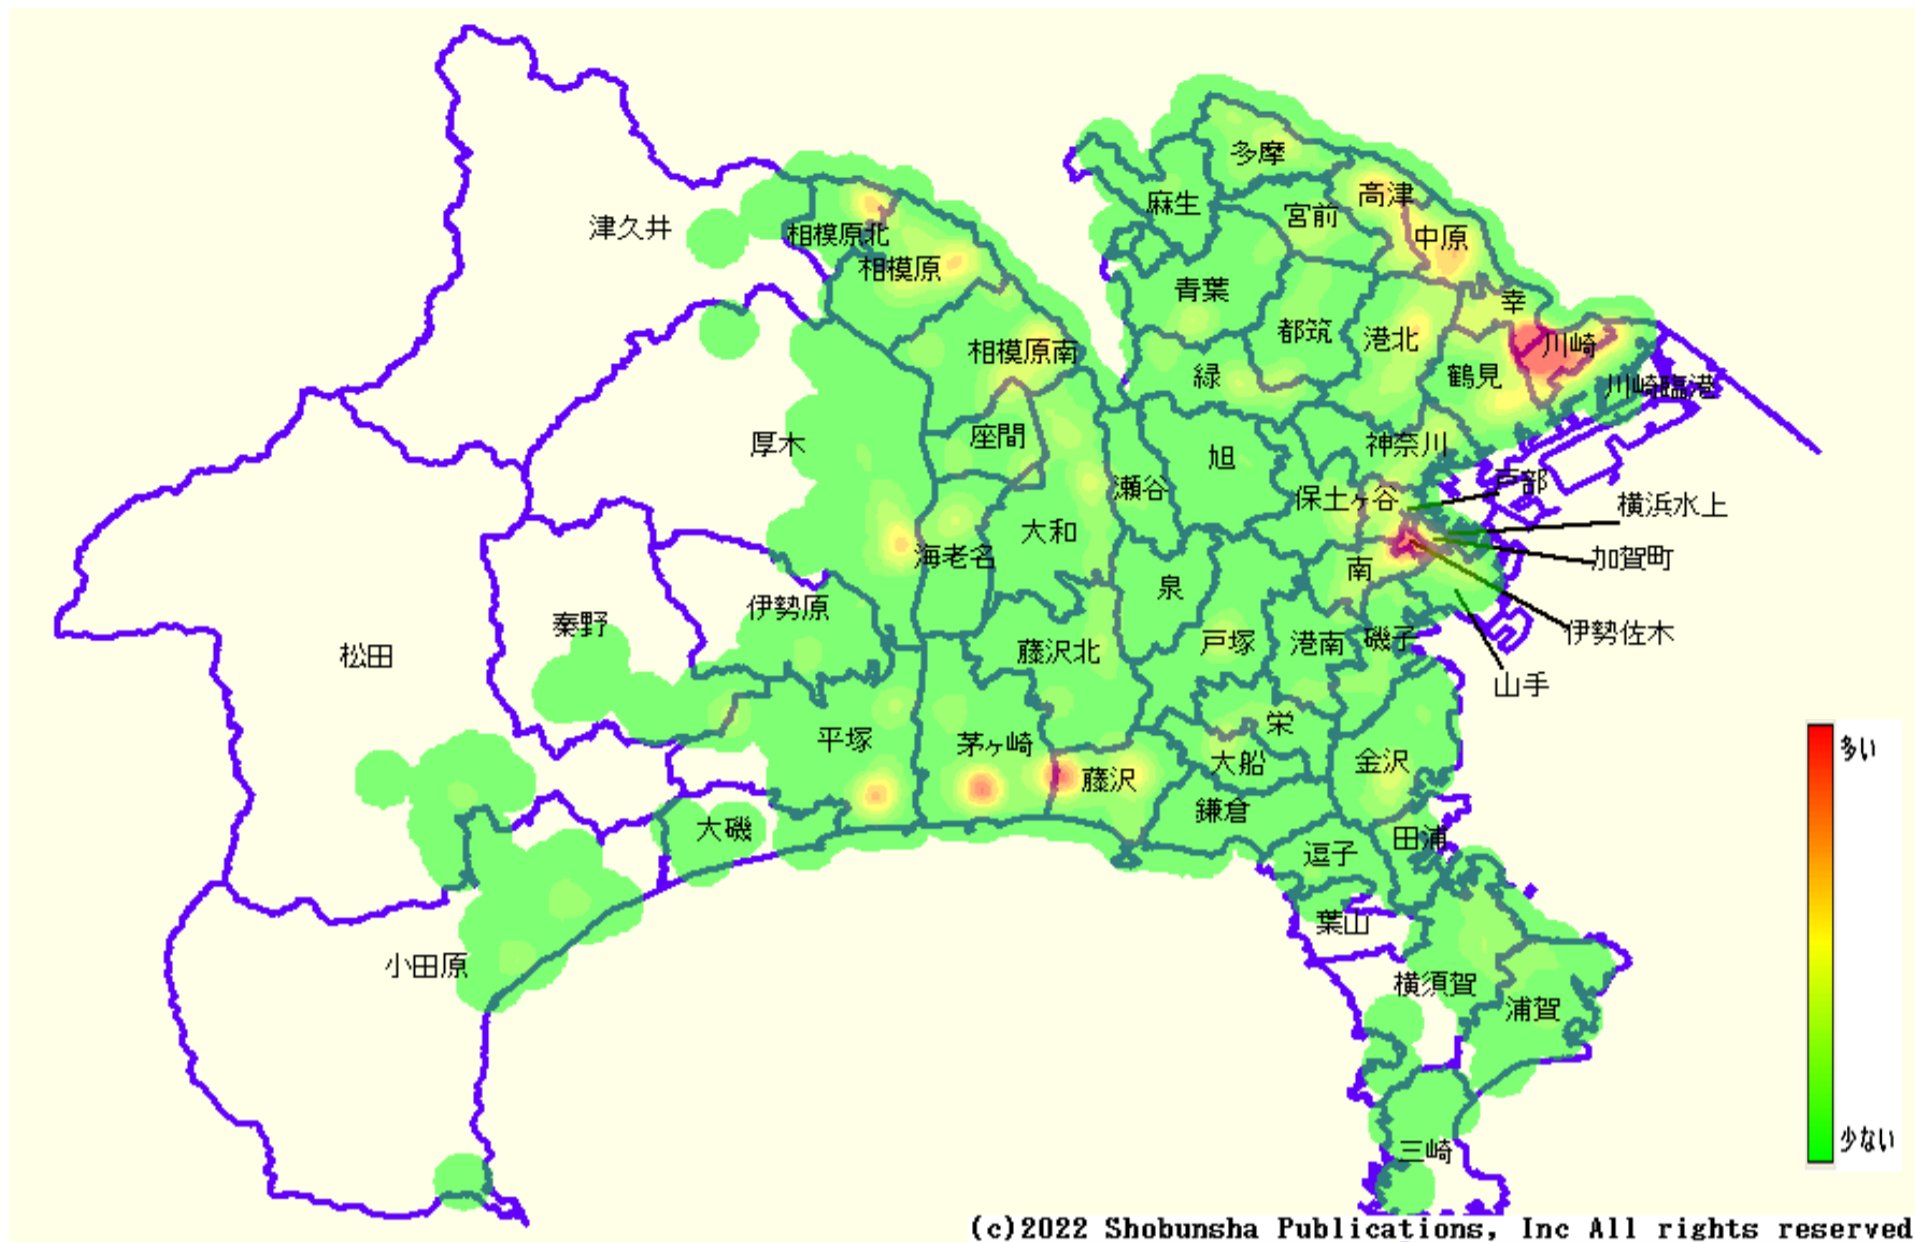 多摩
高津
麻生
宮前
津久井
相模原北
中原
相模原
青葉
幸
都筑
港北
川崎
相模原南
緑
鶴見
川崎臨港
厚木
座間
神奈川
旭
瀬谷
戸部
保土ヶ谷
横浜水上
大和
海老名
加賀町
南
泉
伊勢原
秦野
伊勢佐木
戸塚
港南
磯子
藤沢北
松田
山手
栄
平塚
茅ヶ崎
多い
大船
金沢
藤沢
鎌倉
大磯
田浦
逗子
葉山
小田原
横須賀
浦賀
少ない
三崎
(c)2022 Shobunsha Publications, Inc All rights reserved